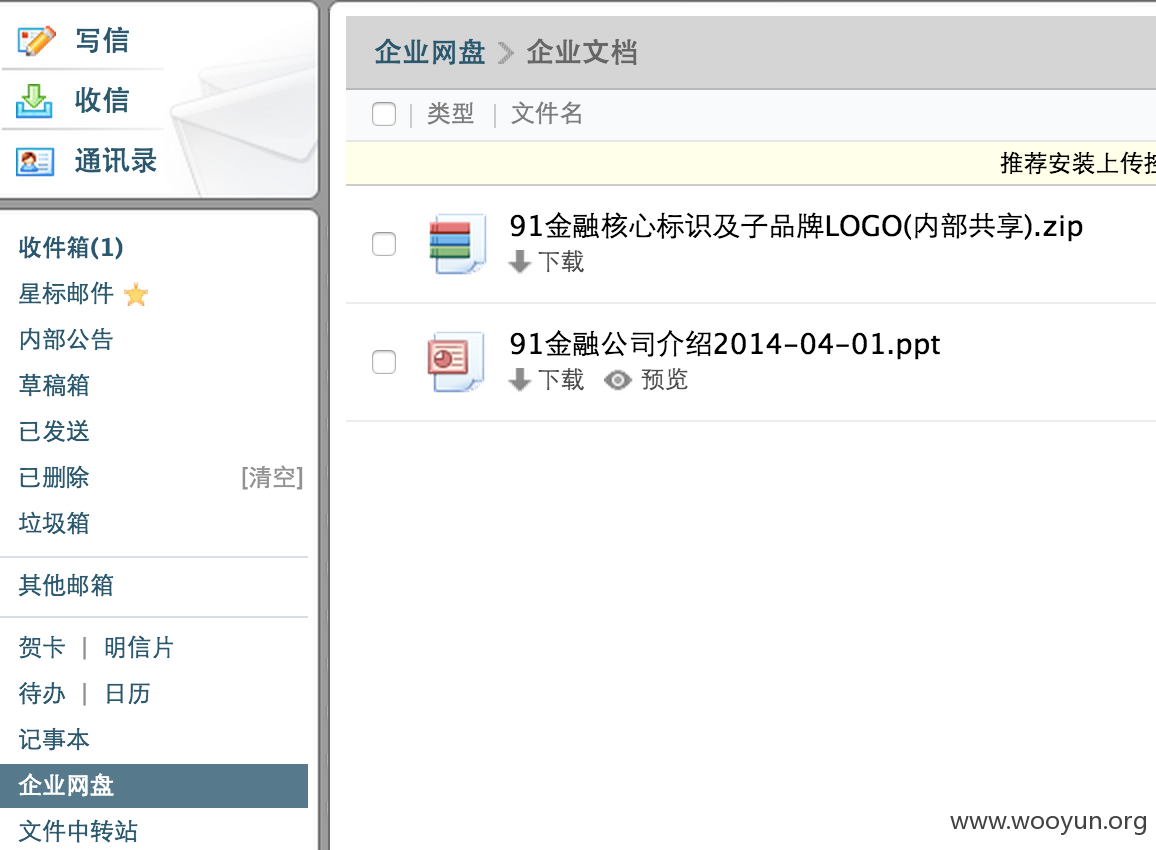 写信
收信
通讯录
收件箱(1)
星标邮件
内部公告
草稿箱
已发送
已删除 [清空]
垃圾箱
其他邮箱
贺卡 | 明信片
待办 | 日历
记事本
企业网盘
文件中转站
企业网盘 企业文档
类型 | 文件名
推荐安装上传控
91金融核心标识及子品牌LOGO(内部共享).zip
下载
91金融公司介绍2014-04-01.ppt
下载 预览
www.wooyun.org